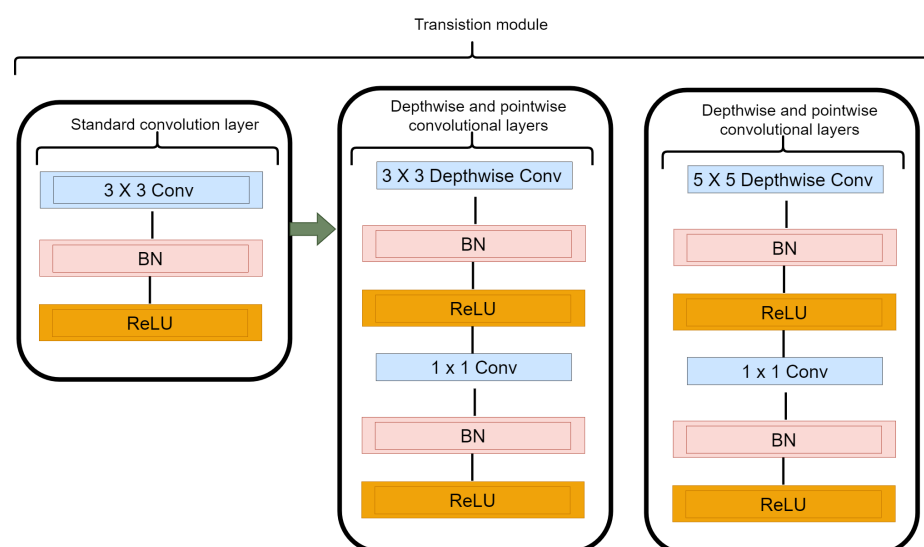 Transistion module
Standard convolution layer
3 X 3 Conv
BN
ReLU
Depthwise and pointwise
convolutional layers
3 X 3 Depthwise Conv
BN
ReLU
1 x 1 Conv
BN
ReLU
Depthwise and pointwise
convolutional layers
5 X 5 Depthwise Conv
BN
ReLU
1 x 1 Conv
BN
ReLU